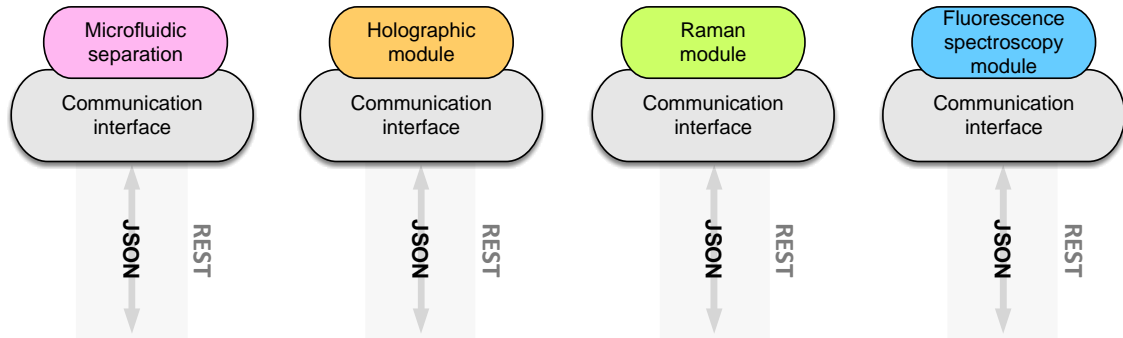 Microfluidic
separation
Communication
interface
JSON
REST
Holographic
module
Communication
interface
JSON
REST
Raman
module
Communication
interface
JSON
REST
Fluorescence
spectroscopy
module
Communication
interface
JSON
REST